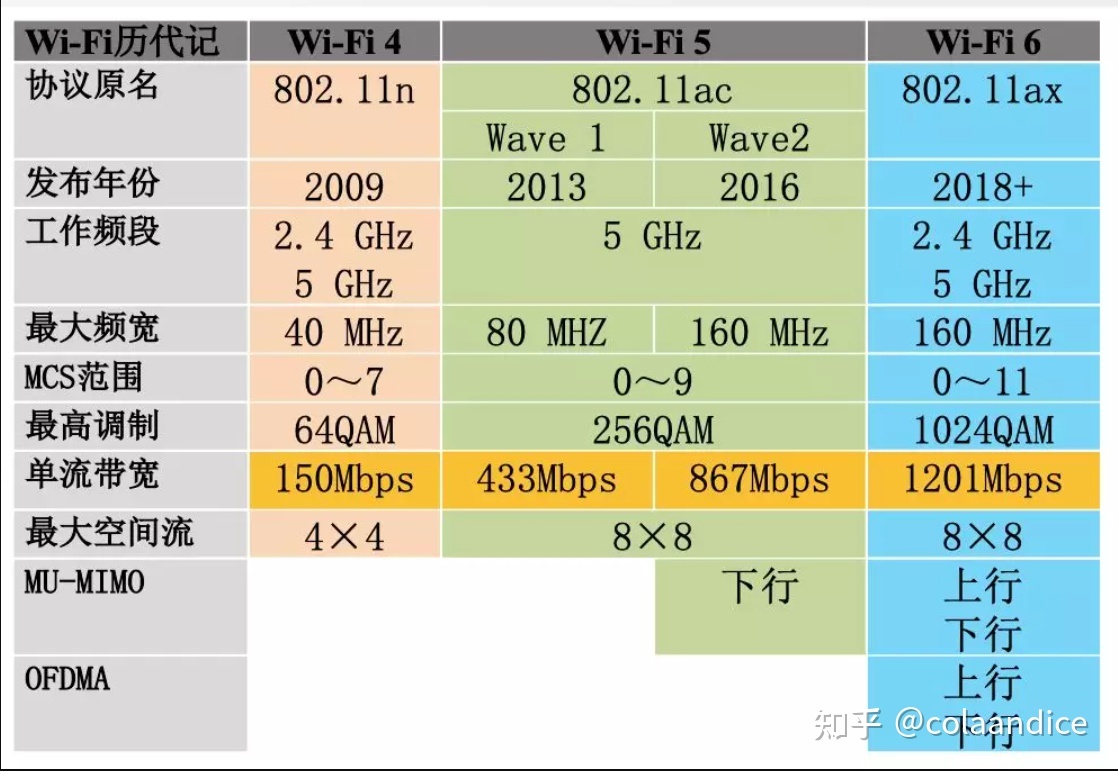 Wi-Fi历代记 Wi-Fi 4 Wi-Fi 5 Wi-Fi 6
协议原名 802.11n 802.11ac 802.11ax
Wave 1 Wave2
发布年份 2009 2013 2016 2018+
工作频段 2.4 GHz 5 GHz 2.4 GHz
5 GHz 5 GHz
最大频宽 40 MHz 80 MHZ 160 MHz 160 MHz
MCS范围 0~7 0~9 0~11
最高调制 64QAM 256QAM 1024QAM
单流带宽 150Mbps 433Mbps 867Mbps 1201Mbps
最大空间流 4×4 8×8 8×8
MU-MIMO 下行 上行
下行
OFDMA 上行
下行
知乎 @colaandice